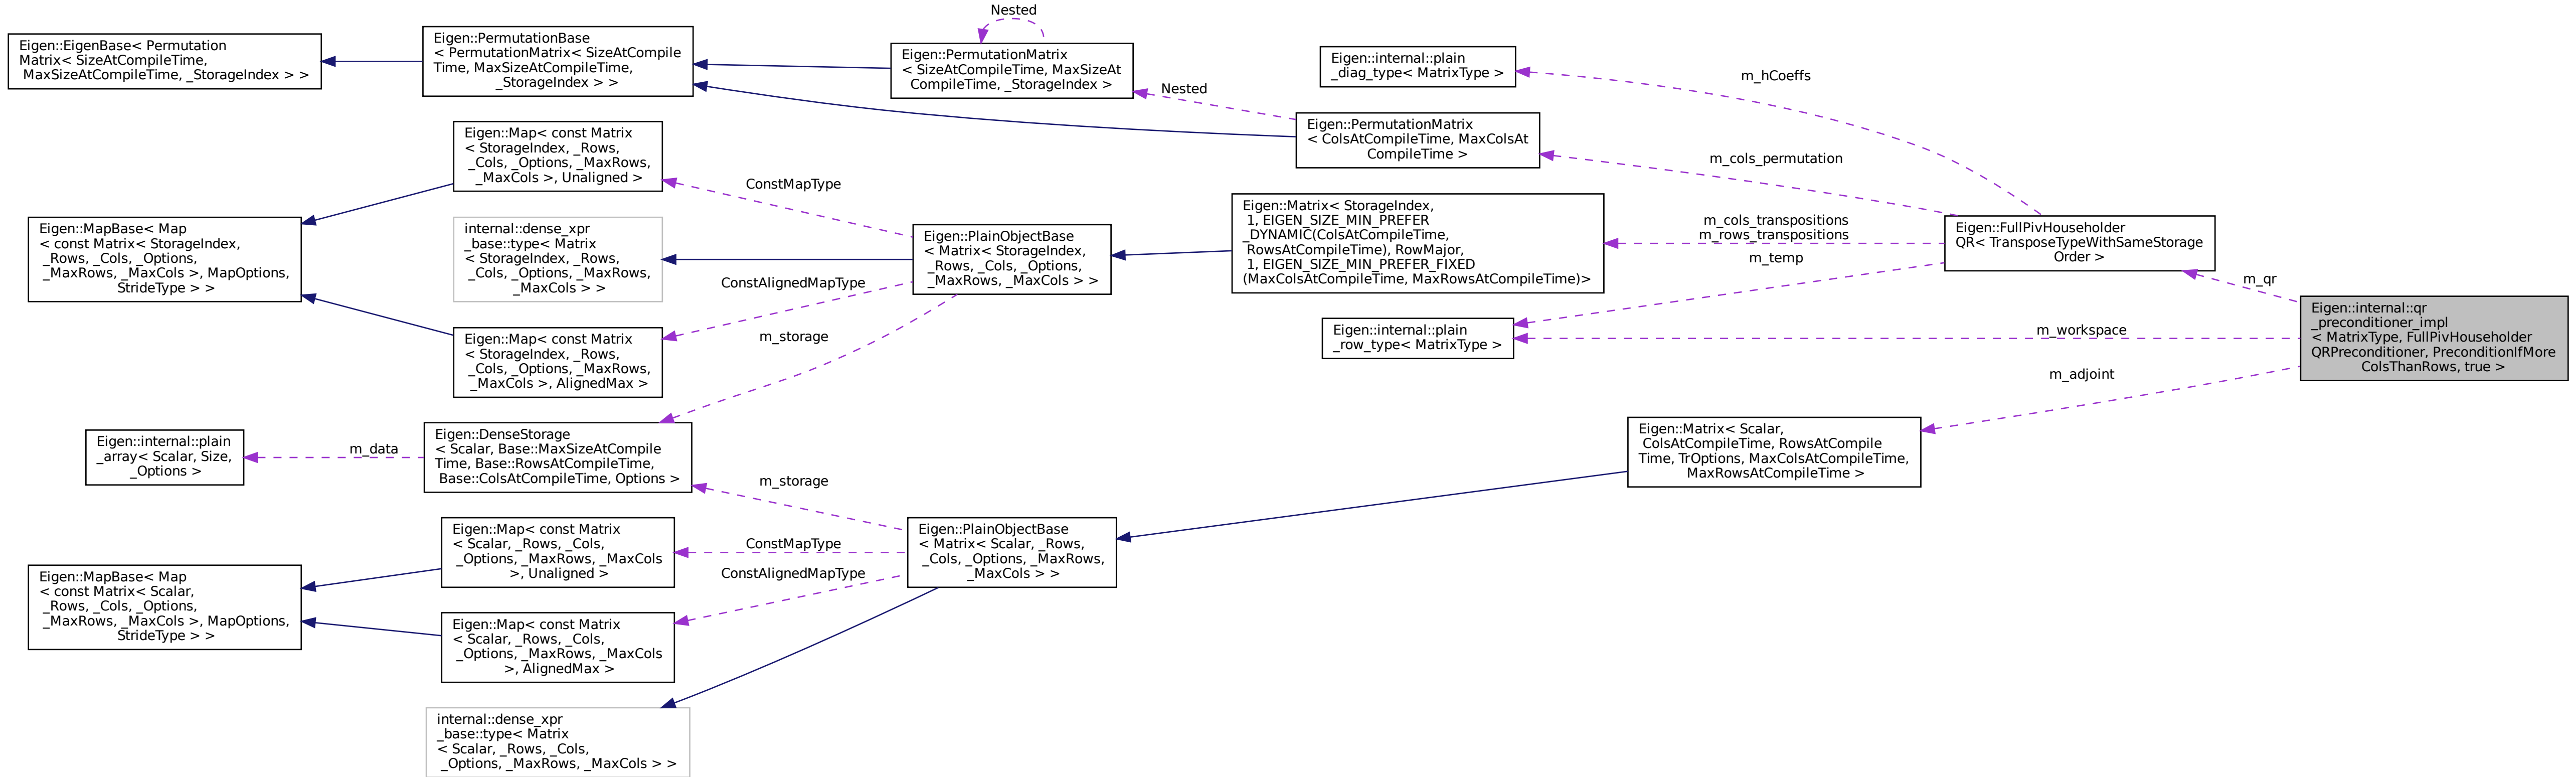 Nested
Eigen::EigenBase< Permutation
Matrix< SizeAtCompileTime,
MaxSizeAtCompileTime, _StorageIndex > >
Eigen::PermutationBase
< PermutationMatrix< SizeAtCompile
Time, MaxSizeAtCompileTime,
_StorageIndex > >
Eigen::PermutationMatrix
< SizeAtCompileTime, MaxSizeAt
CompileTime, _StorageIndex >
Nested
Eigen::internal::plain
_diag_type< MatrixType >
m_hCoeffs
Eigen::PermutationMatrix
< ColsAtCompileTime, MaxColsAt
CompileTime >
m_cols_permutation
Eigen::Map< const Matrix
< StorageIndex, _Rows,
_Cols, _Options, _MaxRows,
_MaxCols >, Unaligned >
ConstMapType
Eigen::MapBase< Map
< const Matrix< StorageIndex,
_Rows, _Cols, _Options,
_MaxRows, _MaxCols >, MapOptions,
StrideType > >
internal::dense_xpr
_base::type< Matrix
< StorageIndex, _Rows,
_Cols, _Options, _MaxRows,
_MaxCols > >
ConstAlignedMapType
Eigen::PlainObjectBase
< Matrix< StorageIndex,
_Rows, _Cols, _Options,
_MaxRows, _MaxCols > >
Eigen::Matrix< StorageIndex,
1, EIGEN_SIZE_MIN_PREFER
_DYNAMIC(ColsAtCompileTime,
RowsAtCompileTime), RowMajor,
1, EIGEN_SIZE_MIN_PREFER_FIXED
(MaxColsAtCompileTime, MaxRowsAtCompileTime)>
m_cols_transpositions
m_rows_transpositions
m_temp
Eigen::FullPivHouseholder
QR< TransposeTypeWithSameStorage
Order >
m_qr
Eigen::internal::qr
_preconditioner_impl
< MatrixType, FullPivHouseholder
QRPreconditioner, PreconditionIfMore
ColsThanRows, true >
m_workspace
m_adjoint
Eigen::internal::plain
_row_type< MatrixType >
Eigen::Map< const Matrix
< StorageIndex, _Rows,
_Cols, _Options, _MaxRows,
_MaxCols >, AlignedMax >
m_storage
Eigen::internal::plain
_array< Scalar, Size,
_Options >
m_data
Eigen::DenseStorage
< Scalar, Base::MaxSizeAtCompile
Time, Base::RowsAtCompileTime,
Base::ColsAtCompileTime, Options >
m_storage
Eigen::Matrix< Scalar,
ColsAtCompileTime, RowsAtCompile
Time, TrOptions, MaxColsAtCompileTime,
MaxRowsAtCompileTime >
Eigen::Map< const Matrix
< Scalar, _Rows, _Cols,
_Options, _MaxRows, _MaxCols
>, Unaligned >
ConstMapType
ConstAlignedMapType
Eigen::PlainObjectBase
< Matrix< Scalar, _Rows,
_Cols, _Options, _MaxRows,
_MaxCols > >
Eigen::MapBase< Map
< const Matrix< Scalar,
_Rows, _Cols, _Options,
_MaxRows, _MaxCols >, MapOptions,
StrideType > >
Eigen::Map< const Matrix
< Scalar, _Rows, _Cols,
_Options, _MaxRows, _MaxCols
>, AlignedMax >
internal::dense_xpr
_base::type< Matrix
< Scalar, _Rows, _Cols,
_Options, _MaxRows, _MaxCols > >